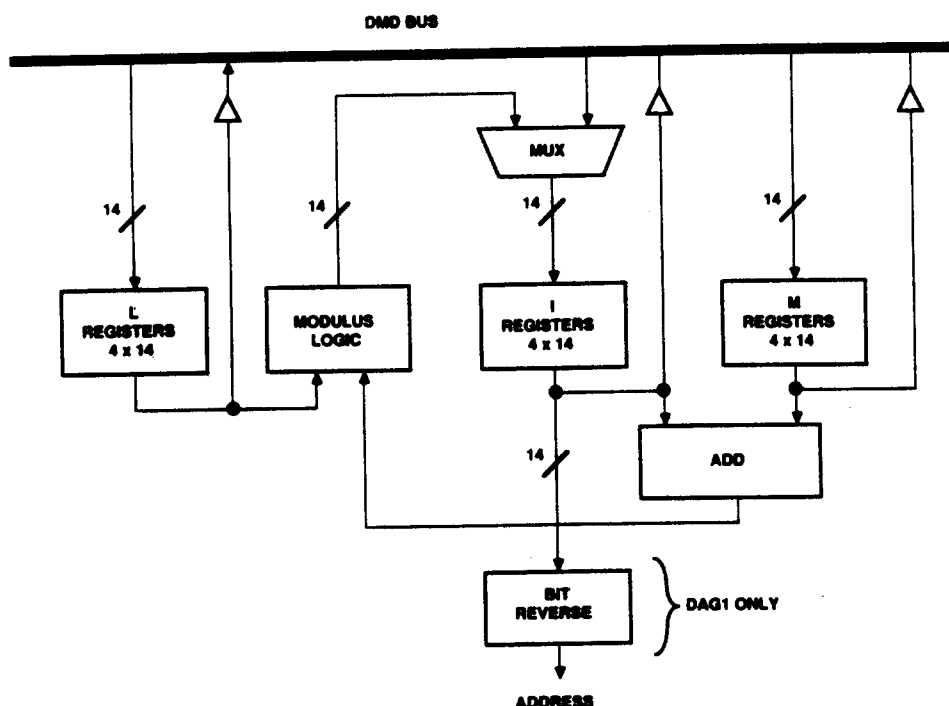 DMD BUS
MUX
14
14
14
14
L
REGISTERS
4 x 14
MODULUS
LOGIC
I
REGISTERS
4 x 14
M
REGISTERS
4 x 14
14
ADD
BIT
REVERSE
DAG1 ONLY
ADDRESS